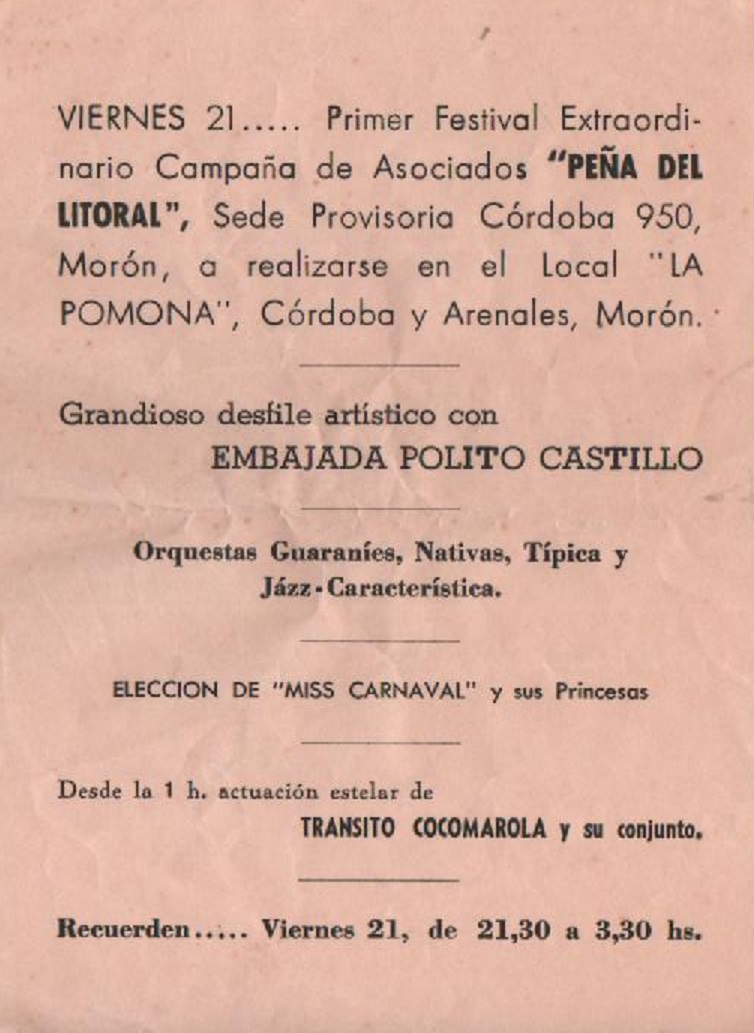 VIERNES 21..... Primer Festival Extraordi-
nario Campaña de Asociados "PEÑA DEL
LITORAL", Sede Provisoria Córdoba 950,
Morón, a realizarse en el Local "LA
POMONA", Córdoba y Arenales, Morón.
Grandioso desfile artístico con
EMBAJADA POLITO CASTILLO
Orquestas Guaraníes, Nativas, Típica y
Jázz-Característica.
ELECCION DE "MISS CARNAVAL" y sus Princesas
Desde la 1 h. actuación estelar de
TRANSITO COCOMAROLA y su conjunto.
Recuerden..... Viernes 21, de 21,30 a 3,30 hs.